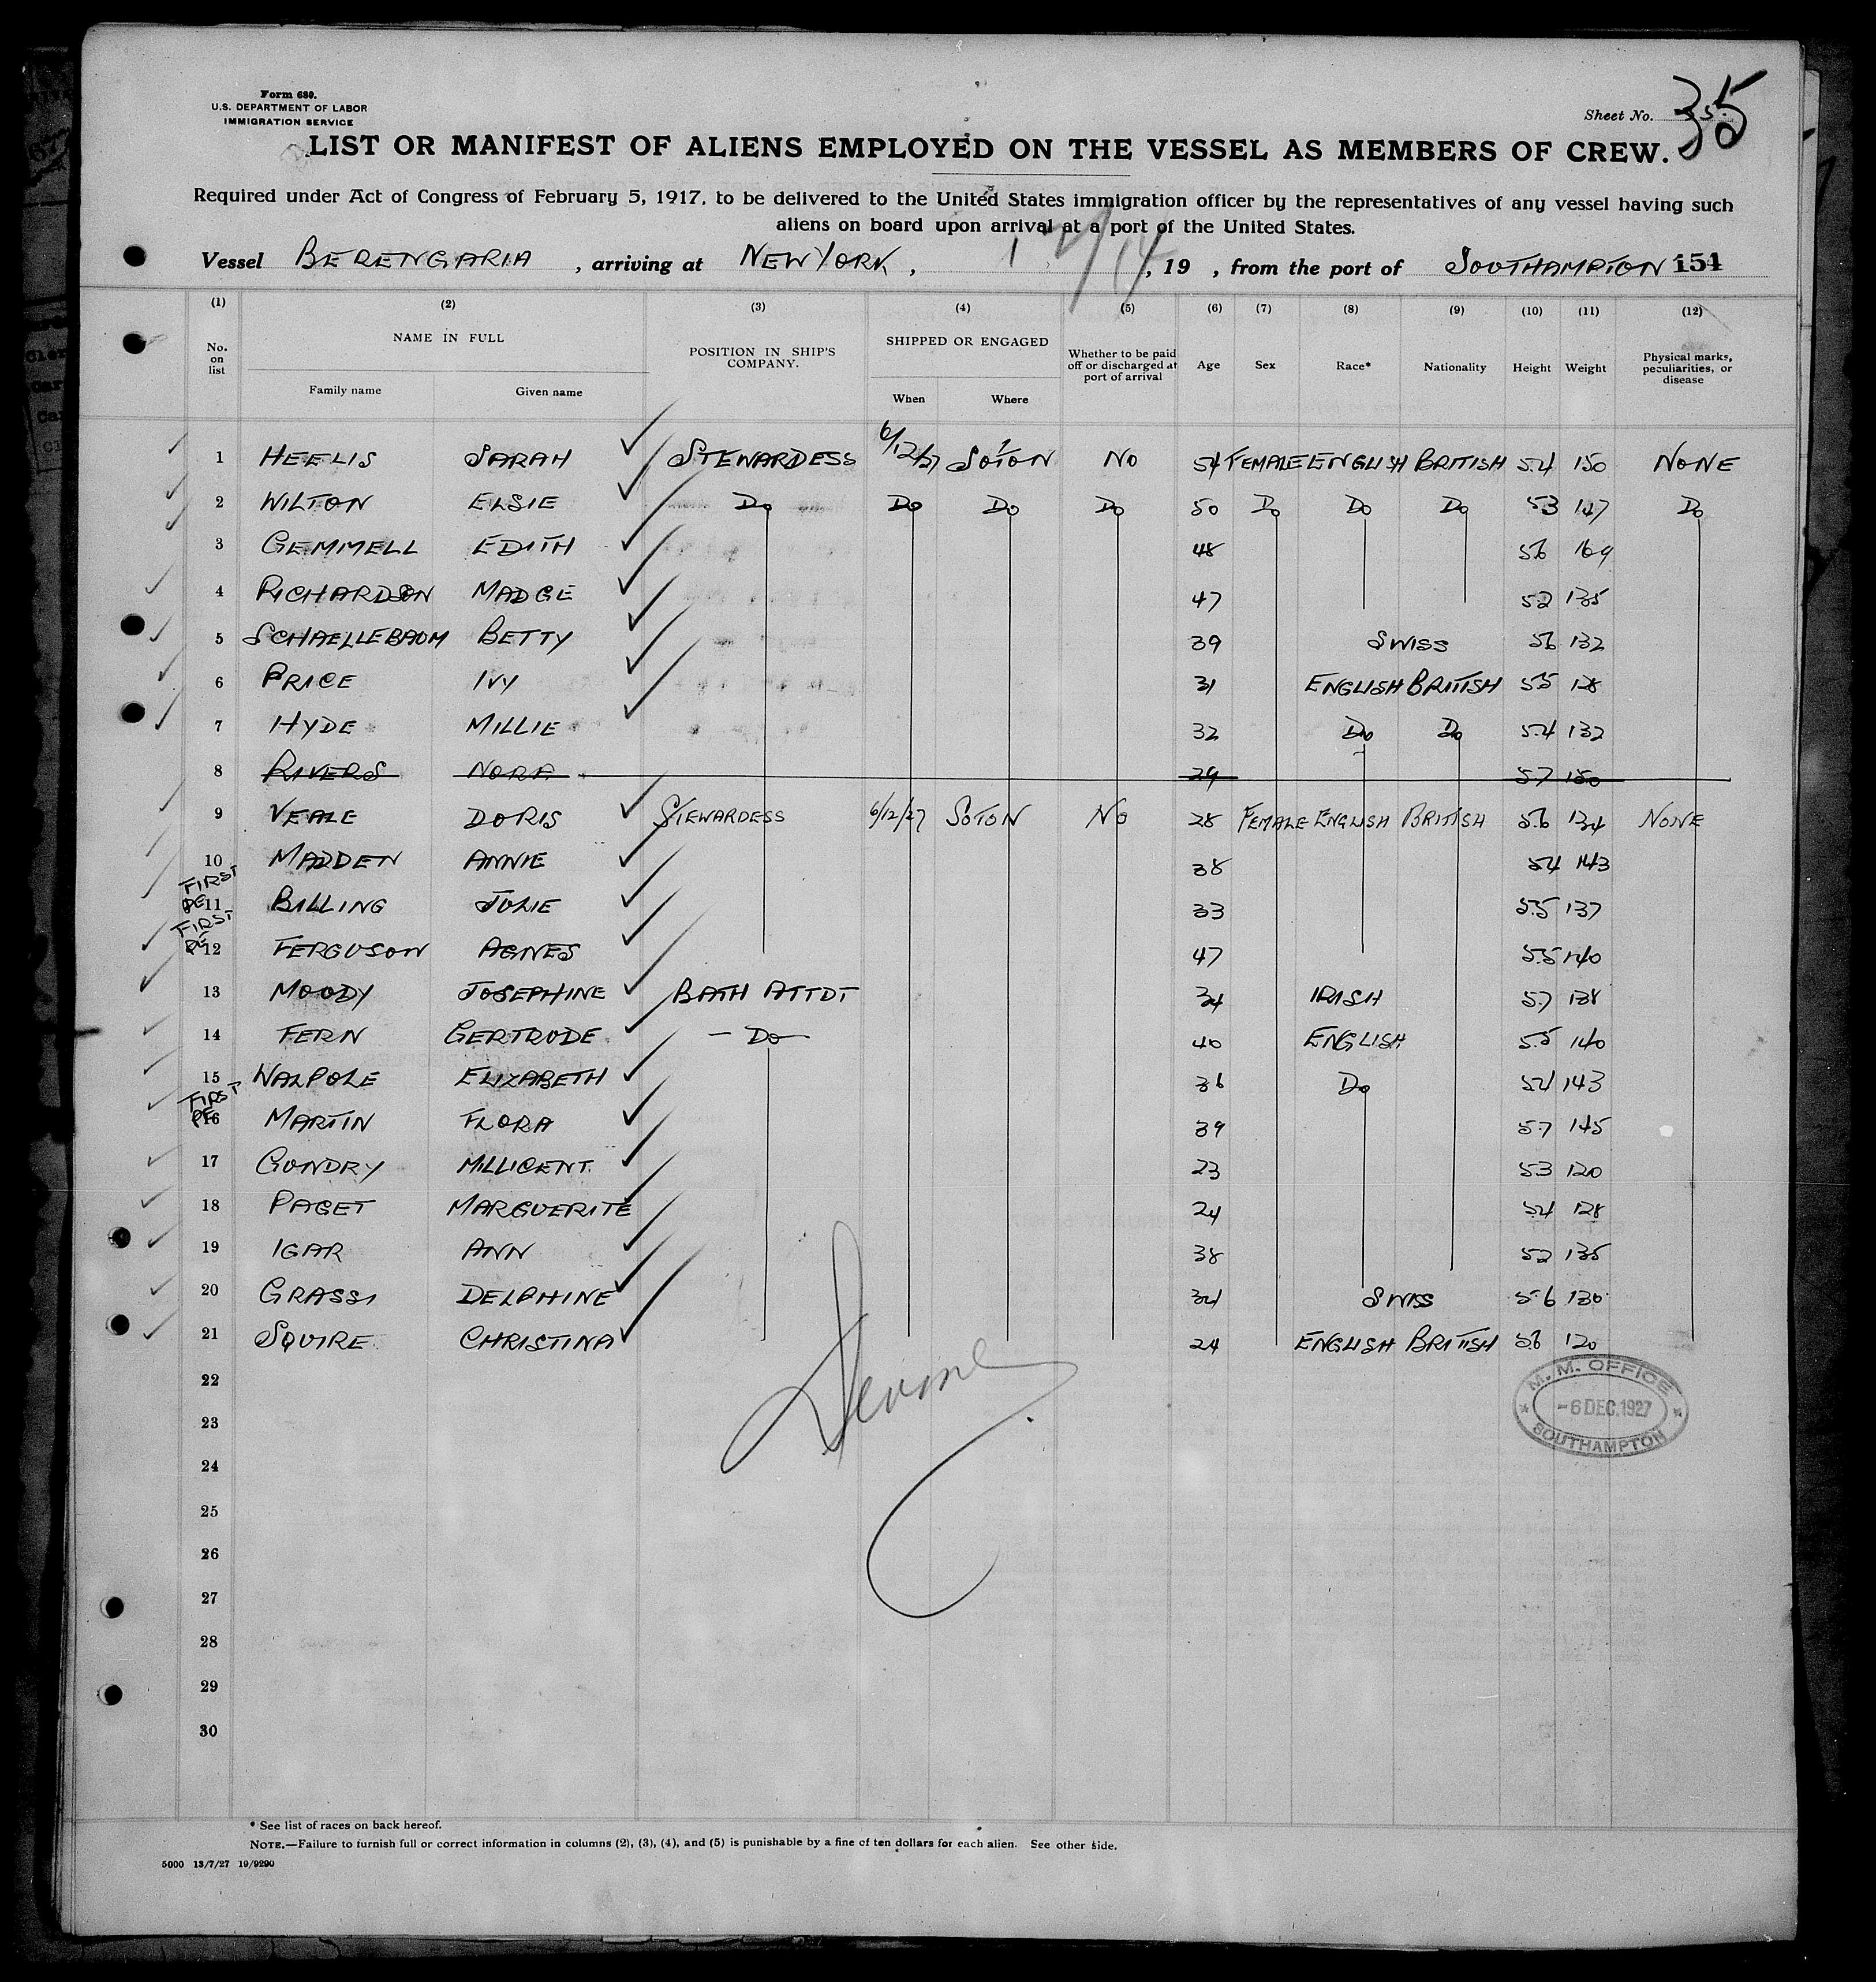 Form 689.
U.S. DEPARTMENT OF LABOR
IMMIGRATION SERVICE
Sheet No. 35
LIST OR MANIFEST OF ALIENS EMPLOYED ON THE VESSEL AS MEMBERS OF CREW.
Required under Act of Congress of February 5, 1917, to be delivered to the United States immigration officer by the representatives of any vessel having such
aliens on board upon arrival at a port of the United States.
Vessel BERENGARIA, arriving at NEW YORK, 12/14, 19 , from the port of SOUTHAMPTON 154
(1) (2) (3) (4) (5) (6) (7) (8) (9) (10) (11) (12)
No. on list NAME IN FULL Family name Given name POSITION IN SHIP'S COMPANY. SHIPPED OR ENGAGED When Where Whether to be paid off or discharged at port of arrival Age Sex Race* Nationality Height Weight Physical marks, peculiarities, or disease
1 HEELIS SARAH STEWARDESS 6/12/27 SOTON NO 54 FEMALE ENGLISH BRITISH 5.4 150 NONE
2 WILTON ELSIE Do Do Do Do 50 Do Do Do 5.3 147 Do
3 GEMMELL EDITH 48 5.6 169
4 RICHARDSON MADGE 47 5.2 135
5 SCHAELLEBAUM BETTY 39 SWISS 5.6 132
6 PRICE IVY 31 ENGLISH BRITISH 5.5 128
7 HYDE MILLIE 32 Do Do 5.4 132
8 RIVERS NORA 29 5.7 150
9 VEALE DORIS STEWARDESS 6/12/27 SOTON NO 28 FEMALE ENGLISH BRITISH 5.6 134 NONE
10 MADDEN ANNIE 38 5.4 143
FIRST
11 BILLING JULIE 33 5.5 137
FIRST
12 FERGUSON AGNES 47 5.5 140
13 MOODY JOSEPHINE BATH ATTDT 34 IRISH 5.7 138
14 FERN GERTRUDE - Do - 40 ENGLISH 5.5 140
15 WALPOLE ELIZABETH 36 Do 5.4 143
FIRST
16 MARTIN FLORA 39 5.7 145
17 GUNDRY MILLICENT. 23 5.3 120
18 PAGET MARGUERITE 24 5.4 128
19 IGAR ANN 38 5.2 135
20 GRASSI DELPHINE 34 SWISS 5.6 130
21 SQUIRE CHRISTINA 24 ENGLISH BRITISH 5.6 120
22
M. M. OFFICE
-6 DEC. 1927
SOUTHAMPTON
23
24
25
26
27
28
29
30
* See list of races on back hereof.
NOTE.—Failure to furnish full or correct information in columns (2), (3), (4), and (5) is punishable by a fine of ten dollars for each alien. See other side.
5000 13/7/27 19/9290